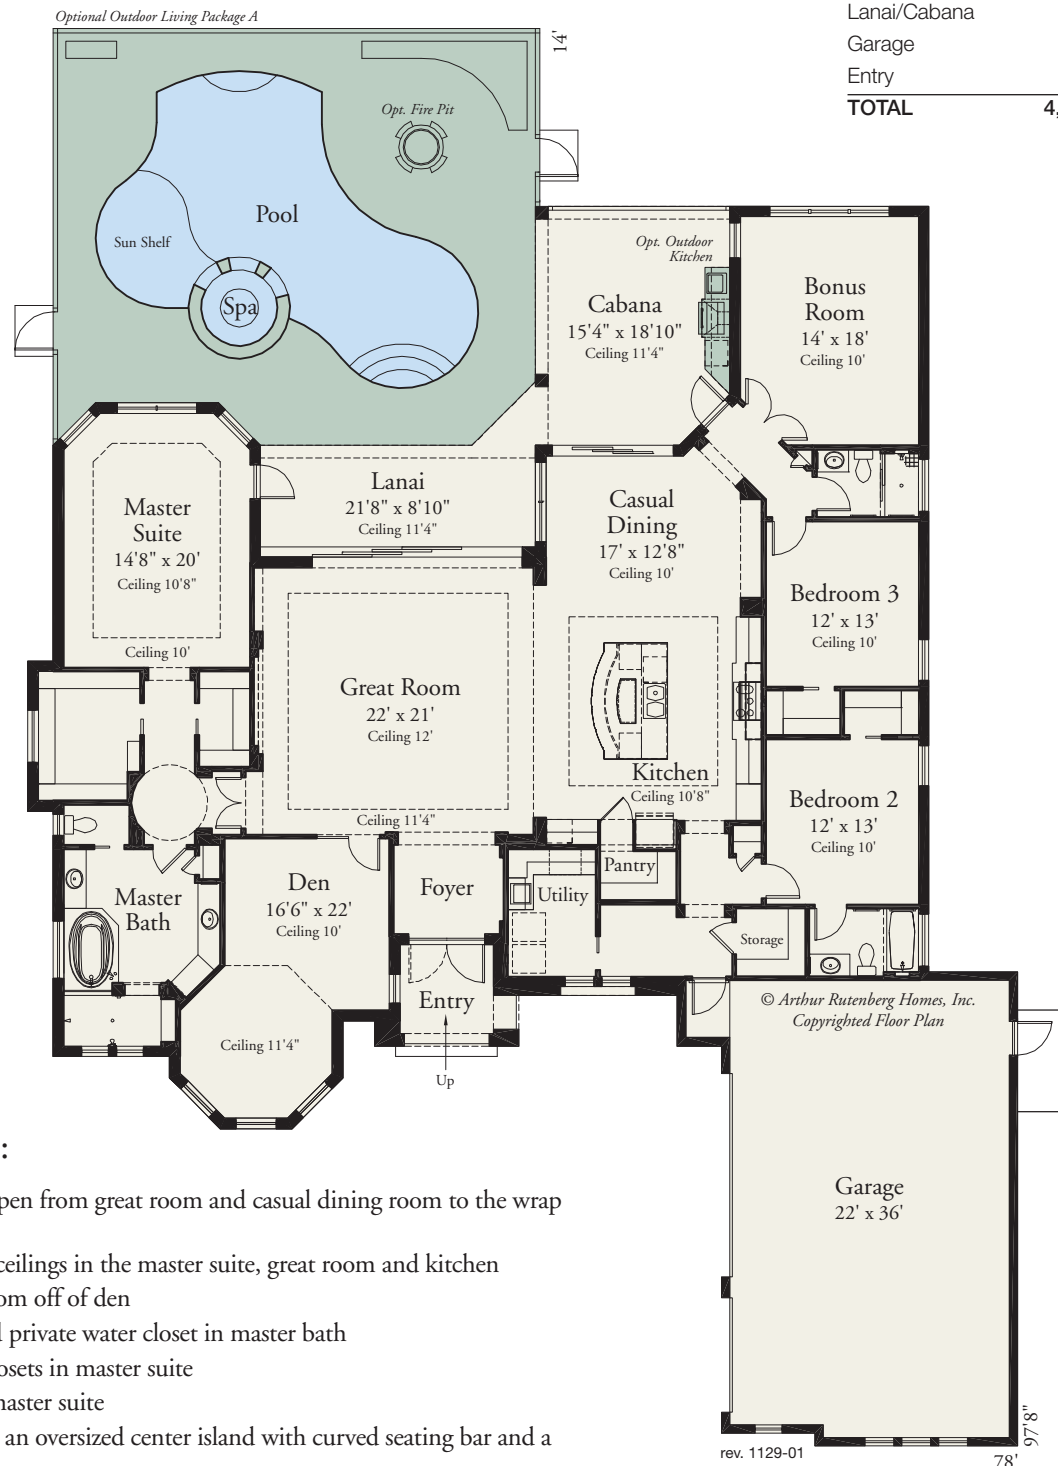 Optional Outdoor Living Package A
14'
Lanai/Cabana
Garage
Entry
TOTAL 4,
Opt. Fire Pit
Pool
Sun Shelf
Spa
Opt. Outdoor
Kitchen
Cabana
15'4" x 18'10"
Ceiling 11'4"
Bonus
Room
14' x 18'
Ceiling 10'
Master
Suite
14'8" x 20'
Ceiling 10'8"
Ceiling 10'
Lanai
21'8" x 8'10"
Ceiling 11'4"
Casual
Dining
17' x 12'8"
Ceiling 10'
Bedroom 3
12' x 13'
Ceiling 10'
Great Room
22' x 21'
Ceiling 12'
Ceiling 11'4"
Kitchen
Ceiling 10'8"
Bedroom 2
12' x 13'
Ceiling 10'
Master
Bath
Den
16'6" x 22'
Ceiling 10'
Ceiling 11'4"
Foyer
Entry
Up
Utility
Pantry
Storage
© Arthur Rutenberg Homes, Inc.
Copyrighted Floor Plan
Garage
22' x 36'
:
pen from great room and casual dining room to the wrap
ceilings in the master suite, great room and kitchen
om off of den
l private water closet in master bath
osets in master suite
naster suite
an oversized center island with curved seating bar and a
rev. 1129-01
97'8"
78'